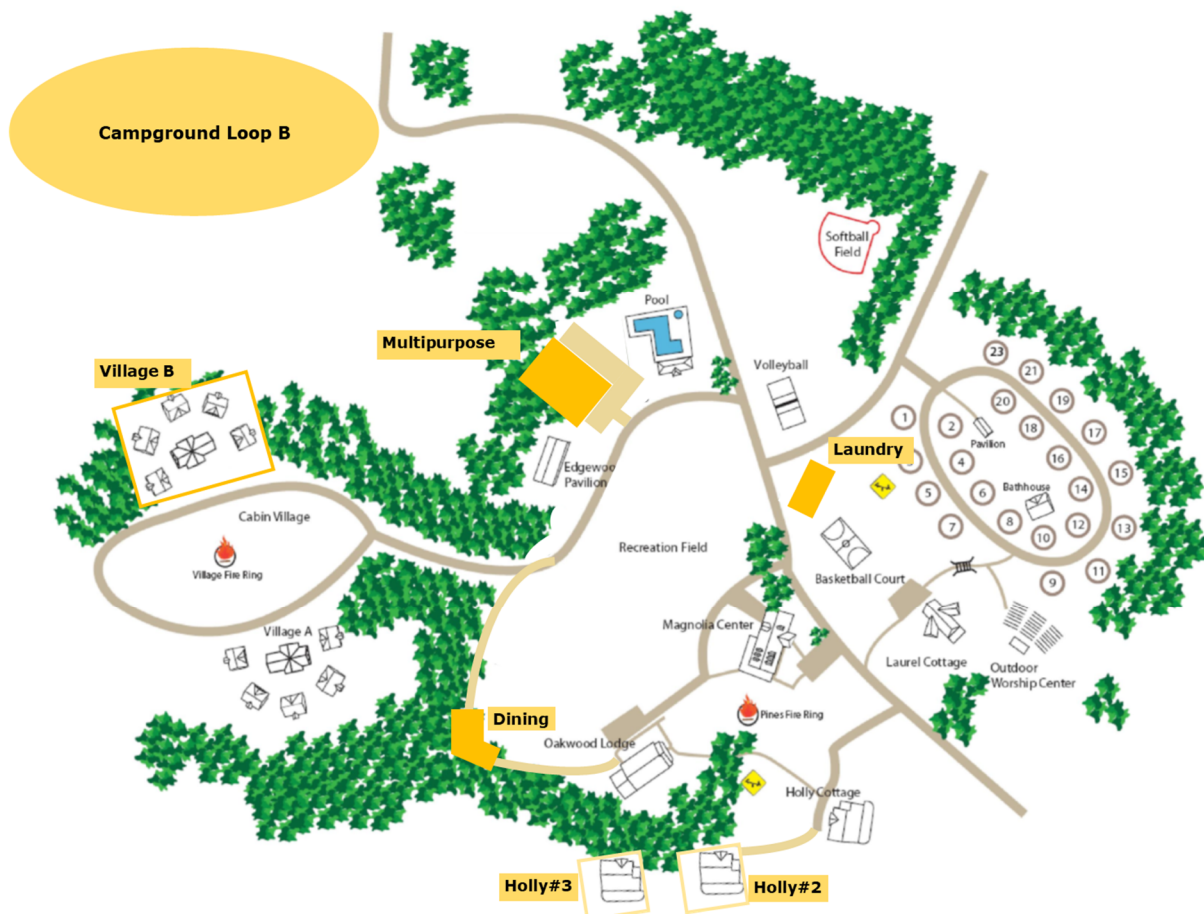 Campground Loop B
Softball
Field
Pool
Multipurpose
Volleyball
Village B
23
21
20
19
1
2
18
17
Pavilion
Laundry
4
16
15
Edgewoo
Pavilion
5
6
Bathhouse
14
Cabin Village
7
8
12
13
10
Recreation Field
Village Fire Ring
Basketball Court
9
11
Magnolia Center
Village A
Laurel Cottage
Outdoor
Worship Center
Dining
Pines Fire Ring
Oakwood Lodge
Holly Cottage
Holly#3
Holly#2